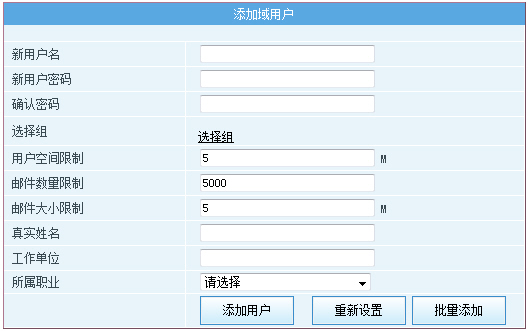 添加域用户
新用户名
新用户密码
确认密码
选择组 选择组
用户空间限制 5 M
邮件数量限制 5000
邮件大小限制 5 M
真实姓名
工作单位
所属职业 请选择
添加用户 重新设置 批量添加